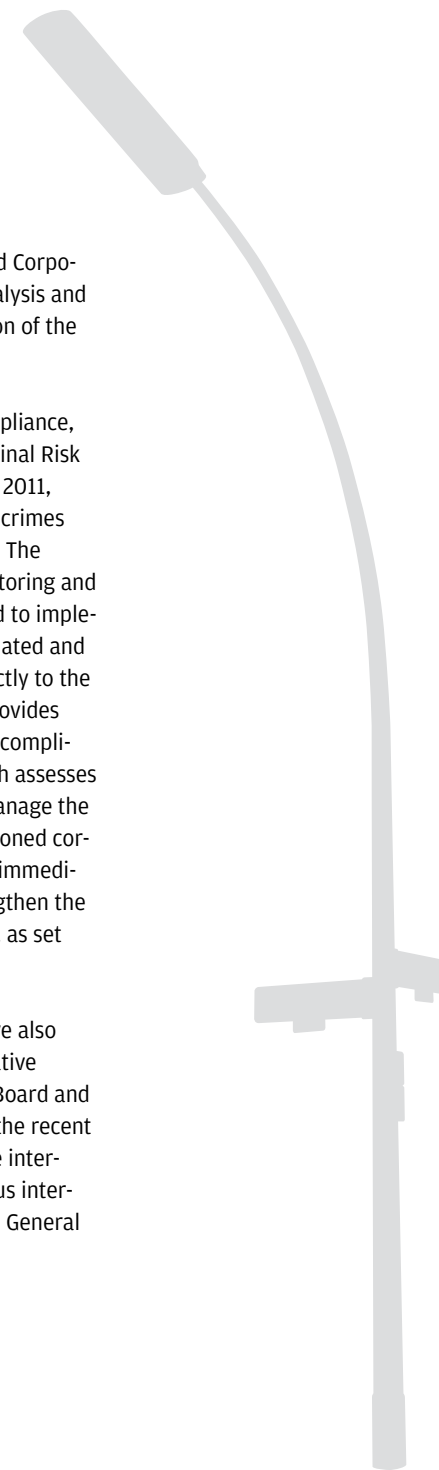 d Corpo-
alysis and
on of the
pliance,
inal Risk
2011,
crimes
The
toring and
d to imple-
ated and
ctly to the
ovides
compli-
h assesses
anage the
oned cor-
immedi-
gthen the
as set
e also
tive
Board and
the recent
e inter-
us inter-
General